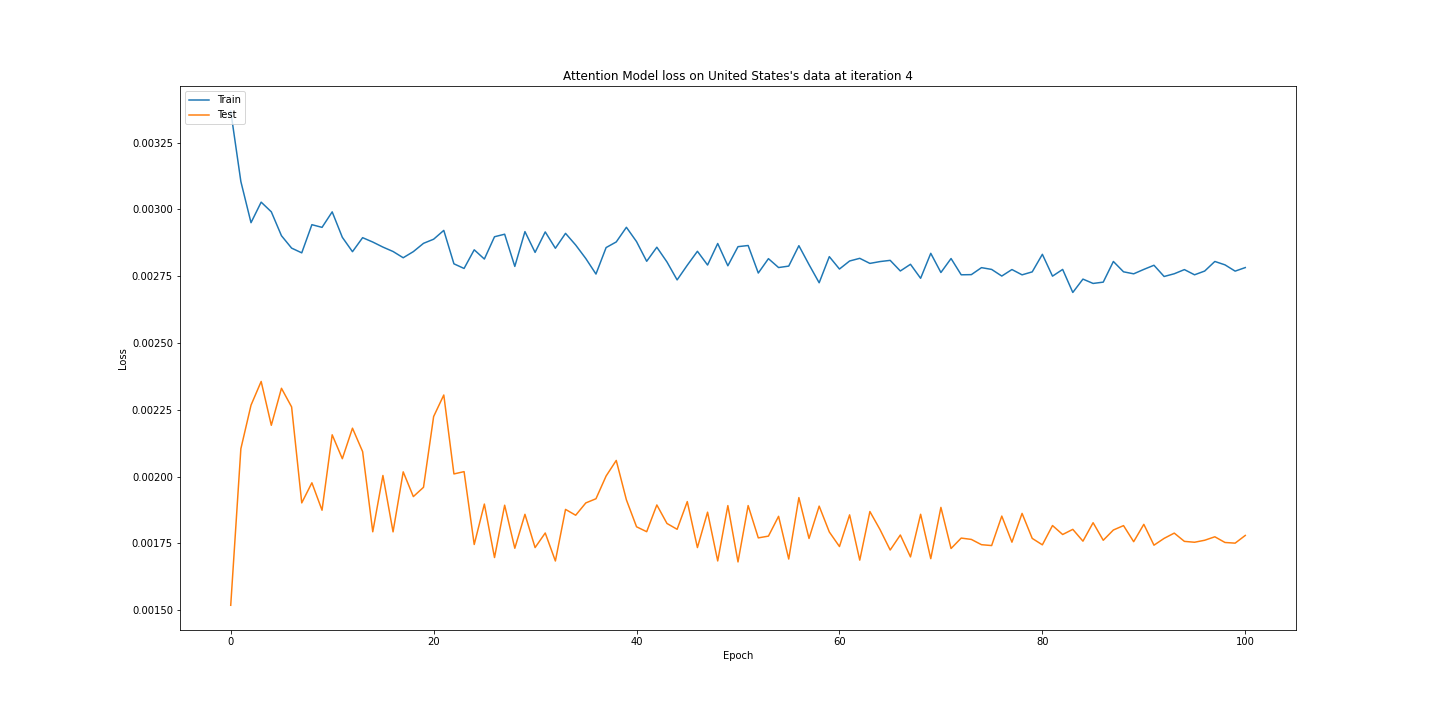 Attention Model loss on United States's data at iteration 4
Train
Test
0.00325
0.00300
0.00275
0.00250
0.00225
0.00200
0.00175
0.00150
Loss
0 20 40 60 80 100
Epoch